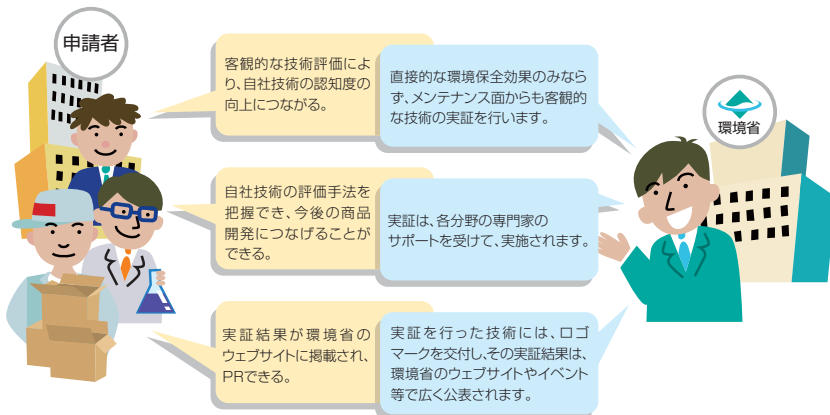 申請者
客観的な技術評価によ
り、自社技術の認知度の
向上につながる。
直接的な環境保全効果のみなら
ず、メンテナンス面からも客観的
な技術の実証を行います。
環境省
自社技術の評価手法を
把握でき、今後の商品
開発につなげることが
できる。
実証は、各分野の専門家の
サポートを受けて、実施されます。
実証結果が環境省の
ウェブサイトに掲載され、
PRできる。
実証を行った技術には、ロゴ
マークを交付し、その実証結果は、
環境省のウェブサイトやイベント
等で広く公表されます。